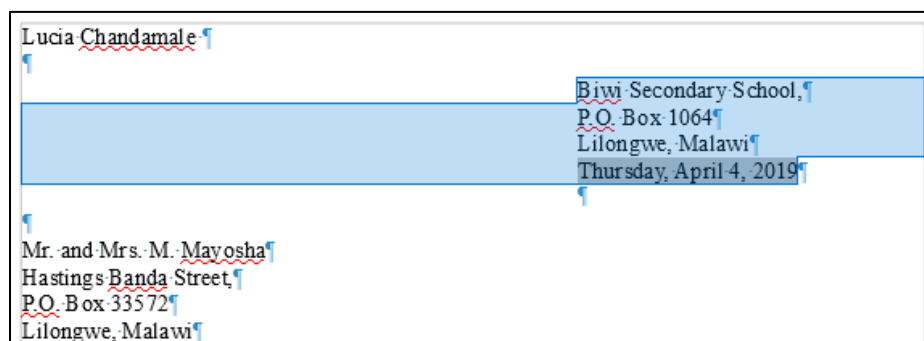 Lucia Chandamale
Biwi Secondary School,
P.O. Box 1064
Lilongwe, Malawi
Thursday, April 4, 2019
Mr. and Mrs. M. Mayosha
Hastings Banda Street,
P.O. Box 33572
Lilongwe, Malawi